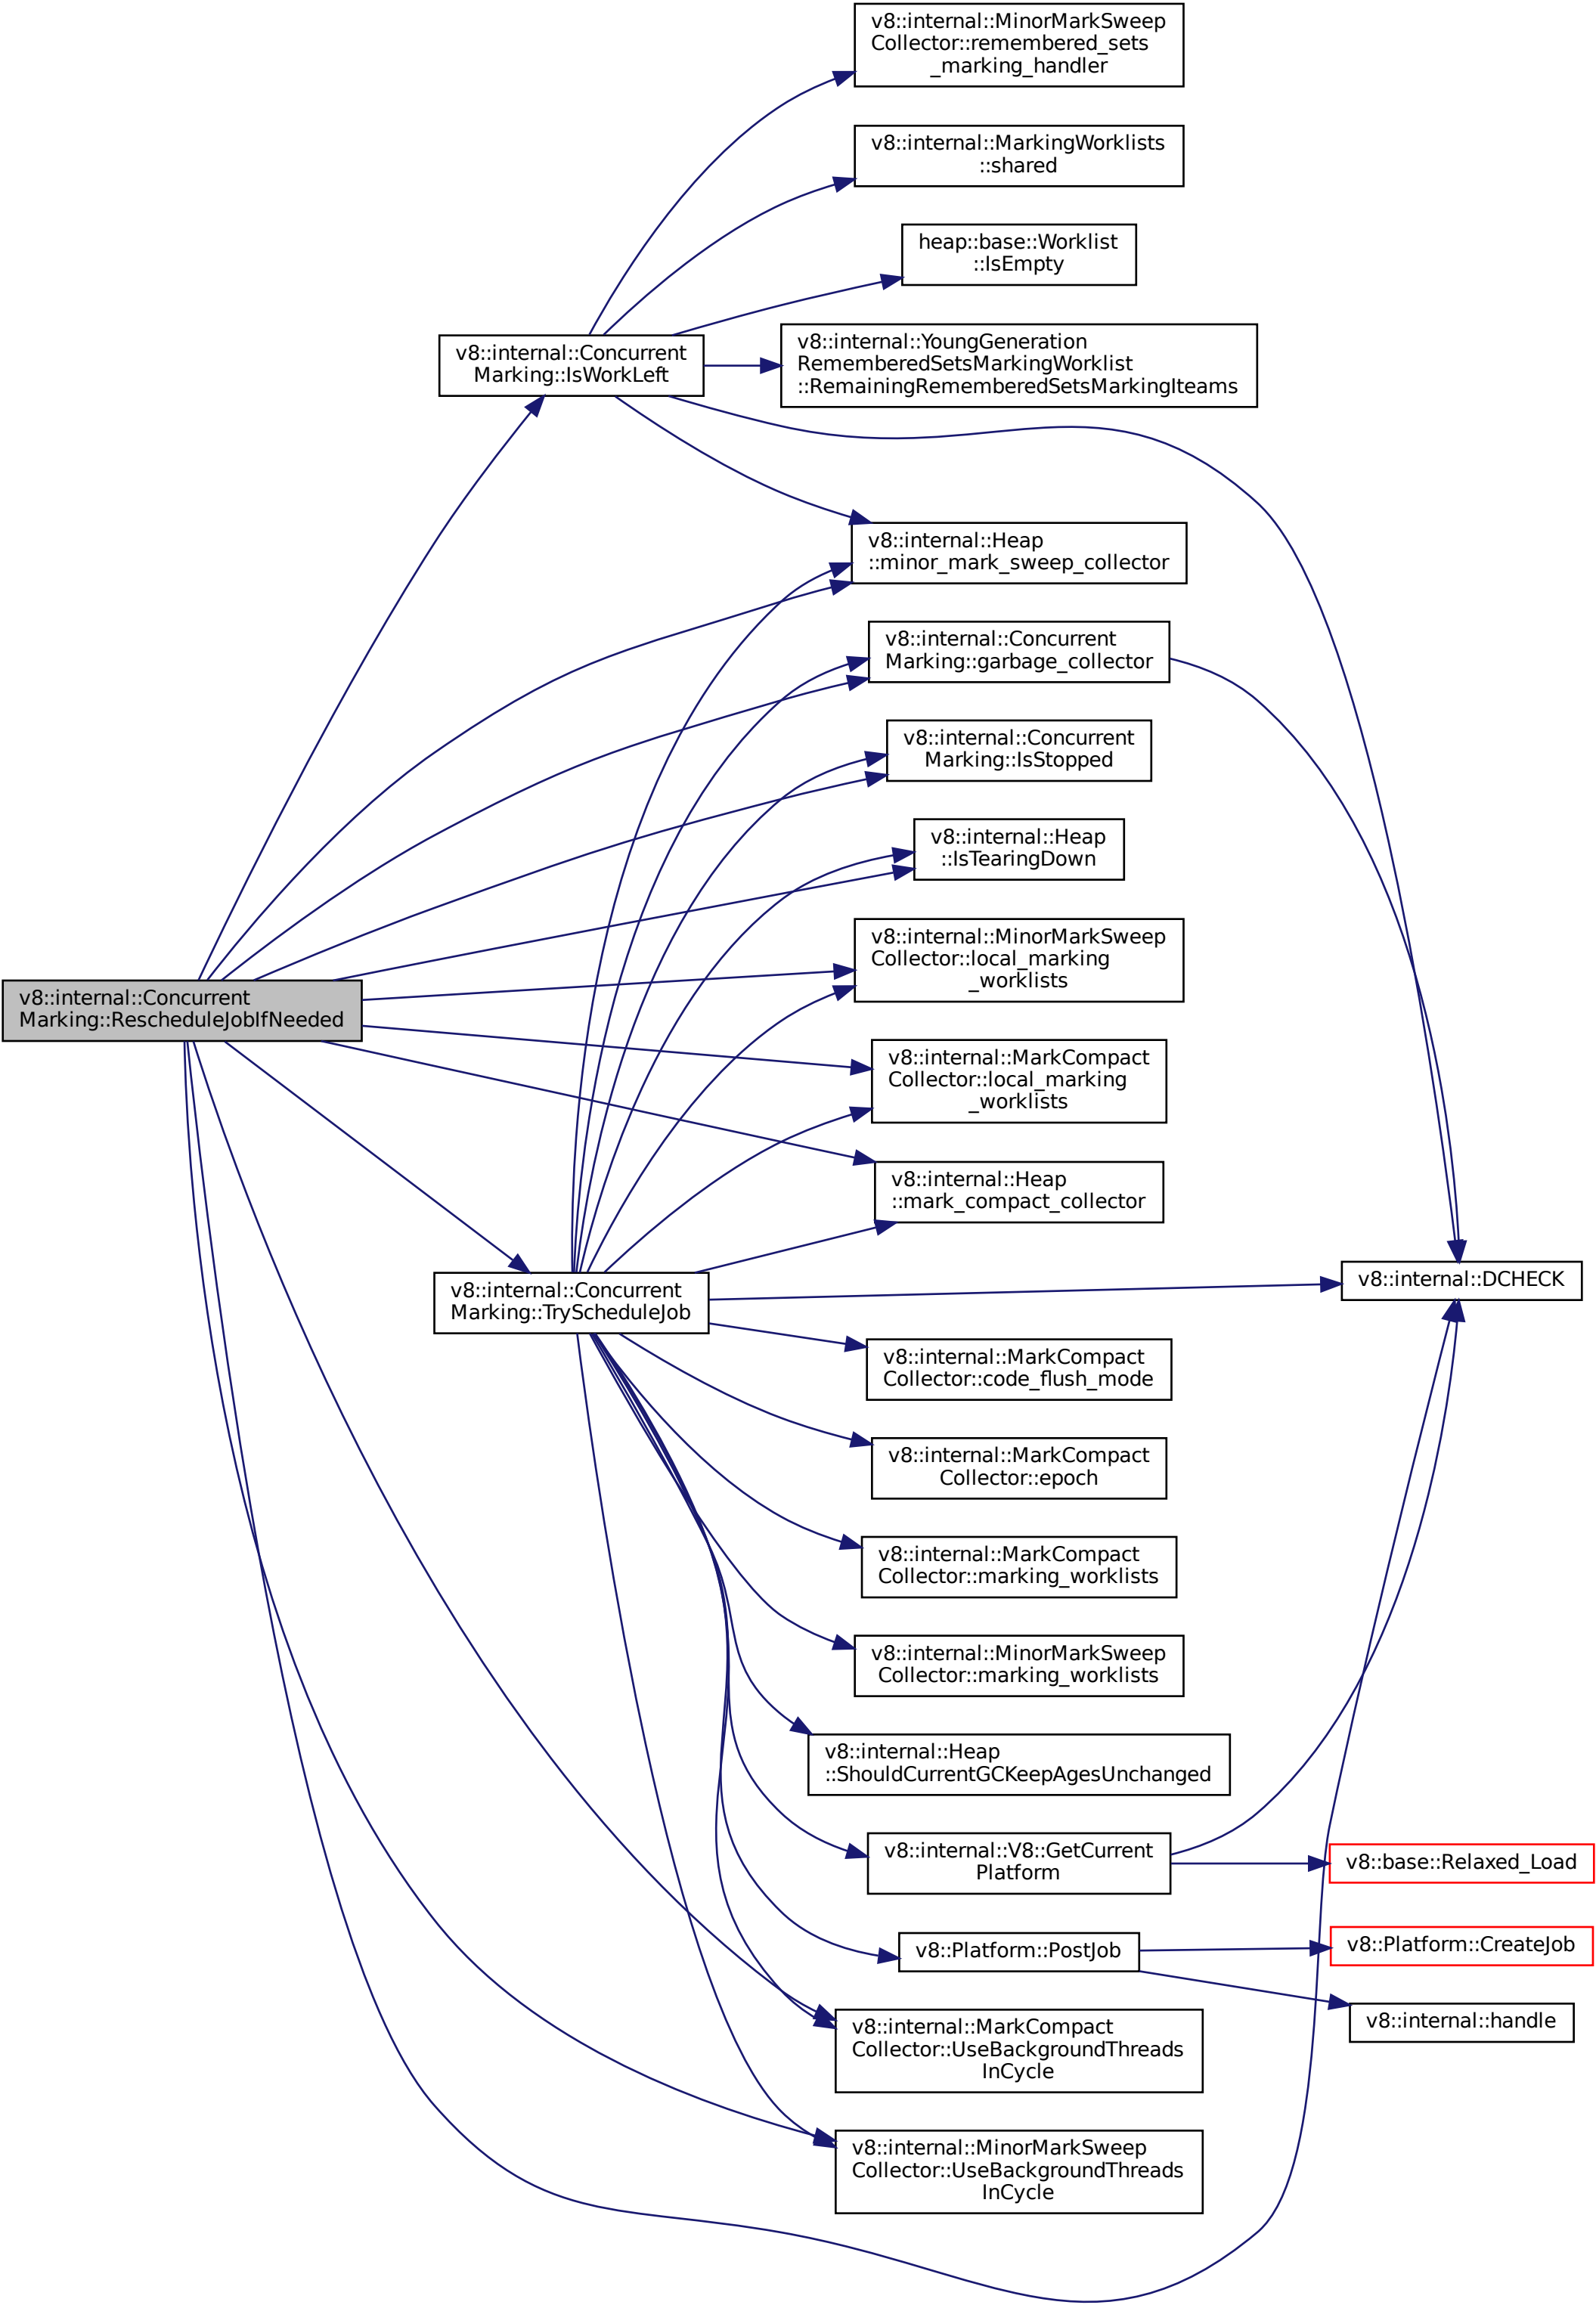 v8::internal::MinorMarkSweep
Collector::remembered_sets
_marking_handler
v8::internal::MarkingWorklists
::shared
heap::base::Worklist
::IsEmpty
v8::internal::Concurrent
Marking::IsWorkLeft
v8::internal::YoungGeneration
RememberedSetsMarkingWorklist
::RemainingRememberedSetsMarkingIteams
v8::internal::Heap
::minor_mark_sweep_collector
v8::internal::Concurrent
Marking::garbage_collector
v8::internal::Concurrent
Marking::IsStopped
v8::internal::Heap
::IsTearingDown
v8::internal::MinorMarkSweep
Collector::local_marking
_worklists
v8::internal::Concurrent
Marking::RescheduleJobIfNeeded
v8::internal::MarkCompact
Collector::local_marking
_worklists
v8::internal::Heap
::mark_compact_collector
v8::internal::Concurrent
Marking::TryScheduleJob
v8::internal::DCHECK
v8::internal::MarkCompact
Collector::code_flush_mode
v8::internal::MarkCompact
Collector::epoch
v8::internal::MarkCompact
Collector::marking_worklists
v8::internal::MinorMarkSweep
Collector::marking_worklists
v8::internal::Heap
::ShouldCurrentGCKeepAgesUnchanged
v8::internal::V8::GetCurrent
Platform
v8::base::Relaxed_Load
v8::Platform::PostJob
v8::Platform::CreateJob
v8::internal::handle
v8::internal::MarkCompact
Collector::UseBackgroundThreads
InCycle
v8::internal::MinorMarkSweep
Collector::UseBackgroundThreads
InCycle